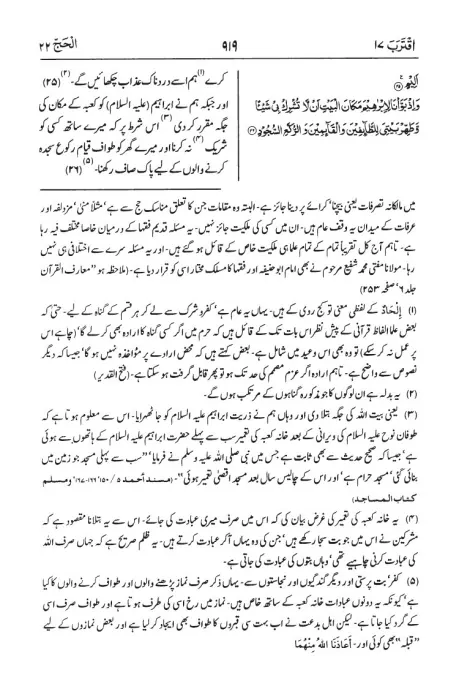 اقترب ۱۷
۹۱۹
الحج ۲۲
اَلِیْمٍ ۟
وَاِذْ بَوَّاْنَا لِاِبْرٰهِیْمَ مَكَانَ الْبَیْتِ اَنْ لَّا تُشْرِكْ بِیْ شَیْـًٔا
وَّطَهِّرْ بَیْتِیَ لِلطَّآىِٕفِیْنَ وَالْقَآىِٕمِیْنَ وَالرُّكَّعِ السُّجُوْدِ ۟
کرے (۱) ہم اسے دردناک عذاب چکھائیں گے۔ (۲) (۲۵)
اور جبکہ ہم نے ابراہیم (علیہ السلام) کو کعبہ کے مکان کی
جگہ مقرر کر دی (۳) اس شرط پر کہ میرے ساتھ کسی کو
شریک (۴) نہ کرنا اور میرے گھر کو طواف قیام رکوع سجدہ
کرنے والوں کے لیے پاک صاف رکھنا۔ (۵) (۲۶)
میں مالکانہ تصرفات یعنی بیچنا کرائے پر دینا جائز ہے۔ البتہ وہ مقامات جن کا تعلق مناسک حج سے ہے، مثلاً منیٰ، مزدلفہ اور
عرفات کے میدان یہ وقف عام ہیں۔ ان میں کسی کی ملکیت جائز نہیں۔ یہ مسئلہ قدیم فقہا کے درمیان خاصا مختلف فیہ رہا
ہے۔ تاہم آج کل تقریباً تمام کے تمام علما ہی ملکیت خاص کے قائل ہو گئے ہیں اور یہ مسئلہ سرے سے اختلافی ہی نہیں
رہا۔ مولانا مفتی محمد شفیع مرحوم نے بھی امام ابوحنیفہ اور فقہا کا مسلک مختار اسی کو قرار دیا ہے۔ (ملاحظہ ہو "معارف القرآن
جلد ۶، صفحہ ۲۵۳)
(۱) اِلْحَادٌ کے لفظی معنی تو کج روی کے ہیں۔ یہاں یہ عام ہے، کفر و شرک سے لے کر ہر قسم کے گناہ کے لیے۔ حتیٰ کہ
بعض علما الفاظ قرآنی کے پیش نظر اس بات تک کے قائل ہیں کہ حرم میں اگر کسی گناہ کا ارادہ بھی کر لے گا، (چاہے اس
پر عمل نہ کر سکے) تو وہ بھی اس وعید میں شامل ہے۔ بعض کہتے ہیں کہ محض ارادے پر مؤاخذہ نہیں ہو گا، جیسا کہ دیگر
نصوص سے واضح ہے۔ تاہم ارادہ اگر عزم مصمم کی حد تک ہو تو پھر قابل گرفت ہو سکتا ہے۔ (فتح القدیر)
(۲) یہ بدلہ ہے ان لوگوں کا جو مذکورہ گناہوں کے مرتکب ہوں گے۔
(۳) یعنی بیت اللہ کی جگہ بتلا دی اور وہاں ہم نے ذریت ابراہیم علیہ السلام کو جا ٹھہرایا۔ اس سے معلوم ہوتا ہے کہ
طوفان نوح علیہ السلام کی ویرانی کے بعد خانہ کعبہ کی تعمیر سب سے پہلے حضرت ابراہیم علیہ السلام کے ہاتھوں سے ہوئی
ہے، جیسا کہ صحیح حدیث سے بھی ثابت ہے جس میں نبی صلی اللہ علیہ وسلم نے فرمایا، "سب سے پہلی مسجد جو زمین میں
بنائی گئی، مسجد حرام ہے، اور اس کے چالیس سال بعد مسجد اقصیٰ تعمیر ہوئی"۔ (مسند أحمد ۵/ ۱۵۰، ۱۶۶-۱۶۷، ومسلم
کتاب المساجد)
(۴) یہ خانہ کعبہ کی تعمیر کی غرض بیان کی کہ اس میں صرف میری عبادت کی جائے۔ اس سے یہ بتلانا مقصود ہے کہ
مشرکین نے اس میں جو بت سجا رکھے ہیں، جن کی وہ یہاں آکر عبادت کرتے ہیں۔ یہ ظلم صریح ہے کہ جہاں صرف اللہ
کی عبادت کرنی چاہیے تھی، وہاں بتوں کی عبادت کی جاتی ہے۔
(۵) کفر، بت پرستی اور دیگر گندگیوں اور نجاستوں سے۔ یہاں ذکر صرف نماز پڑھنے والوں اور طواف کرنے والوں کا کیا
ہے، کیونکہ یہ دونوں عبادات خانہ کعبہ کے ساتھ خاص ہیں۔ نماز میں رخ اسی کی طرف ہوتا ہے اور طواف صرف اسی
کے گرد کیا جاتا ہے۔ لیکن اہل بدعت نے اب بہت سی قبروں کا طواف بھی ایجاد کر لیا ہے اور بعض نمازوں کے لیے
"قبلہ" بھی کوئی اور۔ أَعَاذَنَا اللهُ مِنْهُمَا